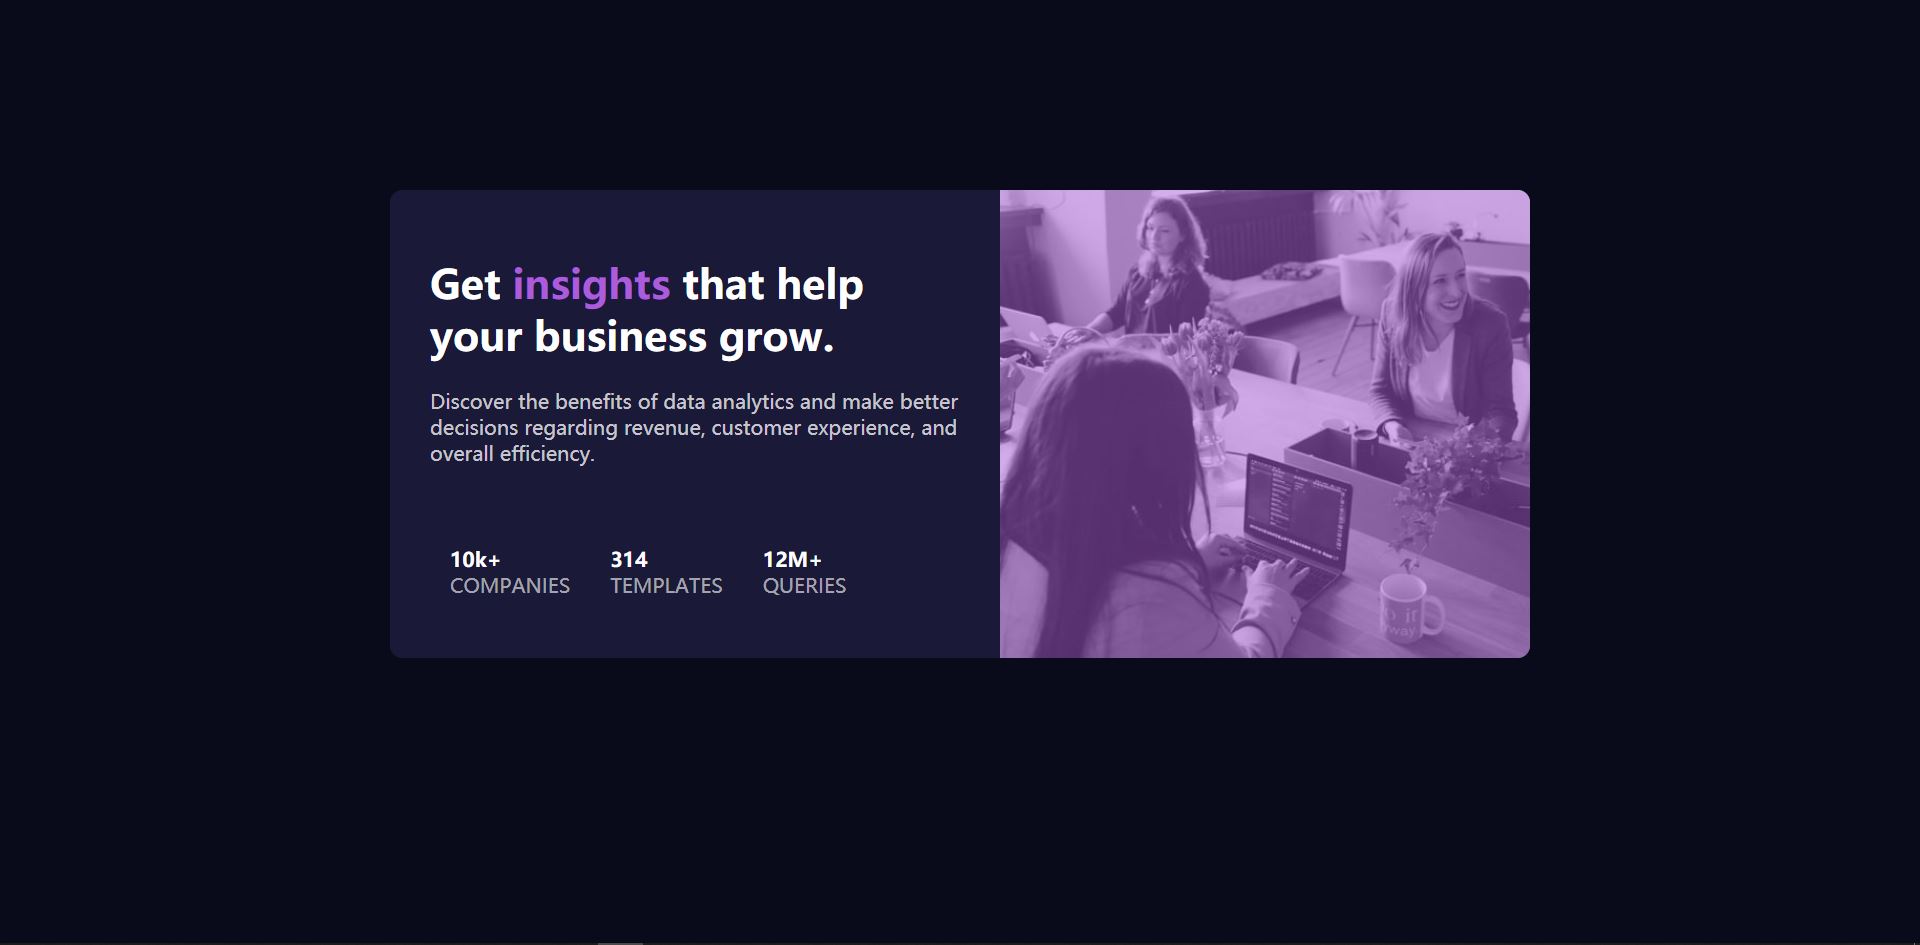 Get insights that help
your business grow.
Discover the benefits of data analytics and make better
decisions regarding revenue, customer experience, and
overall efficiency.
10k+ 314 12M+
COMPANIES TEMPLATES QUERIES